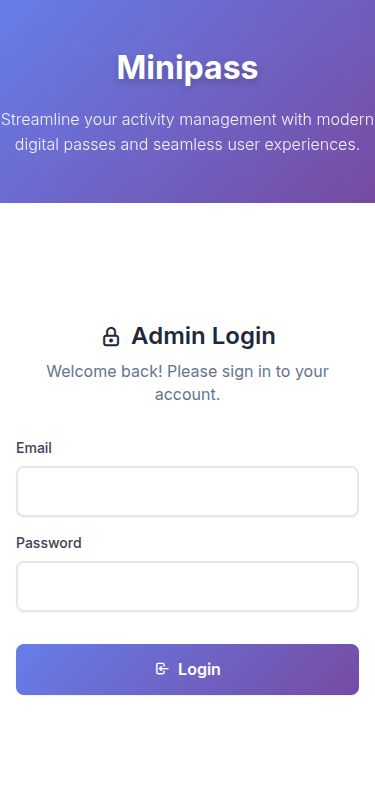 Minipass
Streamline your activity management with modern
digital passes and seamless user experiences.
Admin Login
Welcome back! Please sign in to your
account.
Email
Password
Login